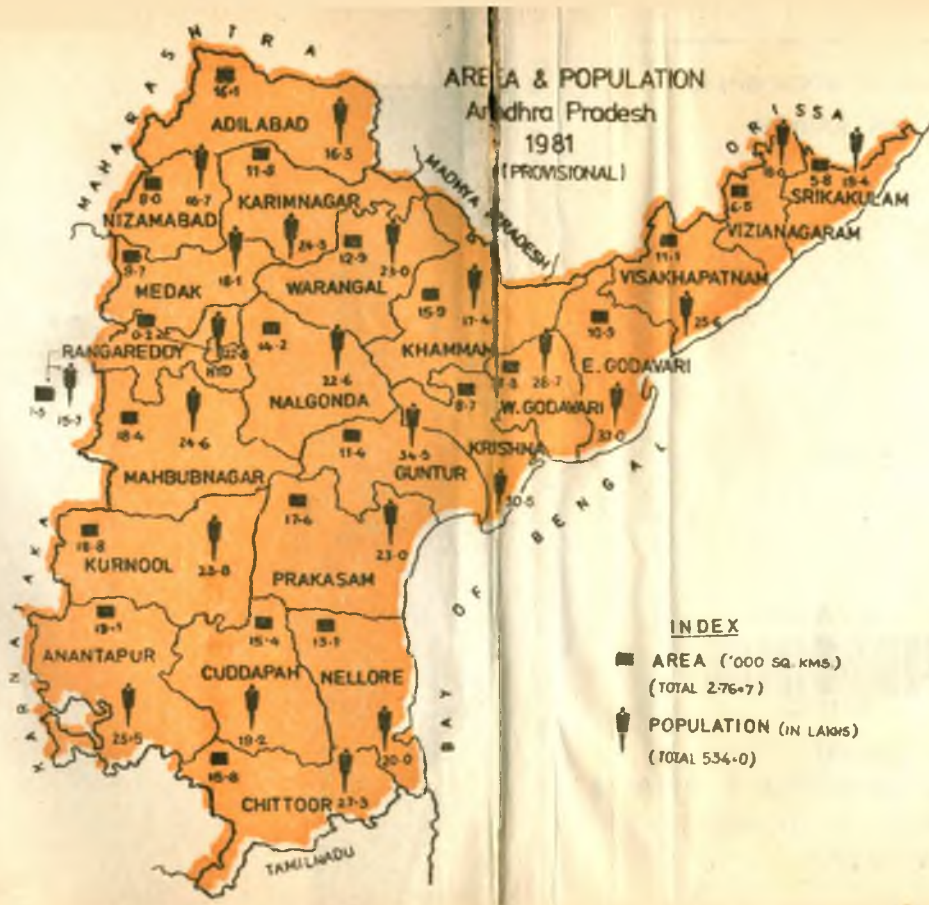 AREA & POPULATION
Andhra Pradesh
1981
(PROVISIONAL)
MAHARASHTRA
MADHYA PRADESH
ORISSA
KARNATAKA
TAMILNADU
BAY OF BENGAL
16.1
ADILABAD
16.3
8.0
16.7
NIZAMABAD
11.8
KARIMNAGAR
24.3
9.7
MEDAK
18.1
12.9
WARANGAL
23.0
15.9
17.4
KHAMMAM
RANGAREDDY
HYD
7.5
15.7
14.2
NALGONDA
22.6
18.4
24.6
MAHBUBNAGAR
11.4
34.5
GUNTUR
8.7
KRISHNA
30.5
28.7
W.GODAVARI
10.9
E.GODAVARI
37.0
11.1
VISAKHAPATNAM
25.6
6.5
VIZIANAGARAM
5.8
SRIKAKULAM
17.6
23.0
PRAKASAM
18.8
KURNOOL
23.8
19.1
ANANTAPUR
25.5
15.4
CUDDAPAH
19.2
13.1
NELLORE
20.0
CHITTOOR
27.3
INDEX
AREA ('000 SQ. KMS.)
(TOTAL 276.7)
POPULATION (IN LAKHS)
(TOTAL 534.0)